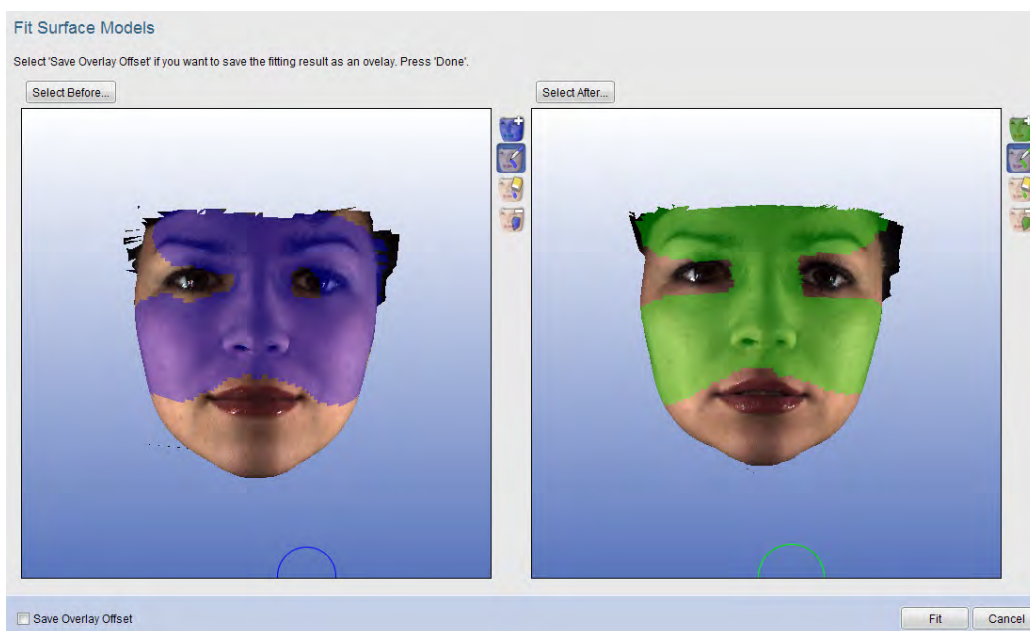 Fit Surface Models
Select 'Save Overlay Offset' if you want to save the fitting result as an ovelay. Press 'Done'.
Select Before...
Select After...
Save Overlay Offset
Fit
Cancel